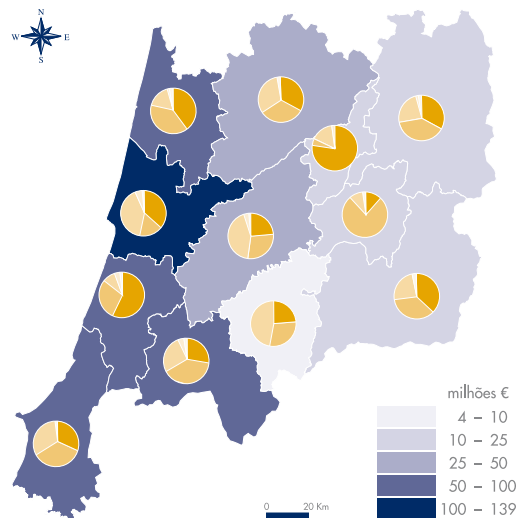 N
W E
S
milhões €
4 – 10
10 – 25
25 – 50
50 – 100
100 – 139
0 20 Km